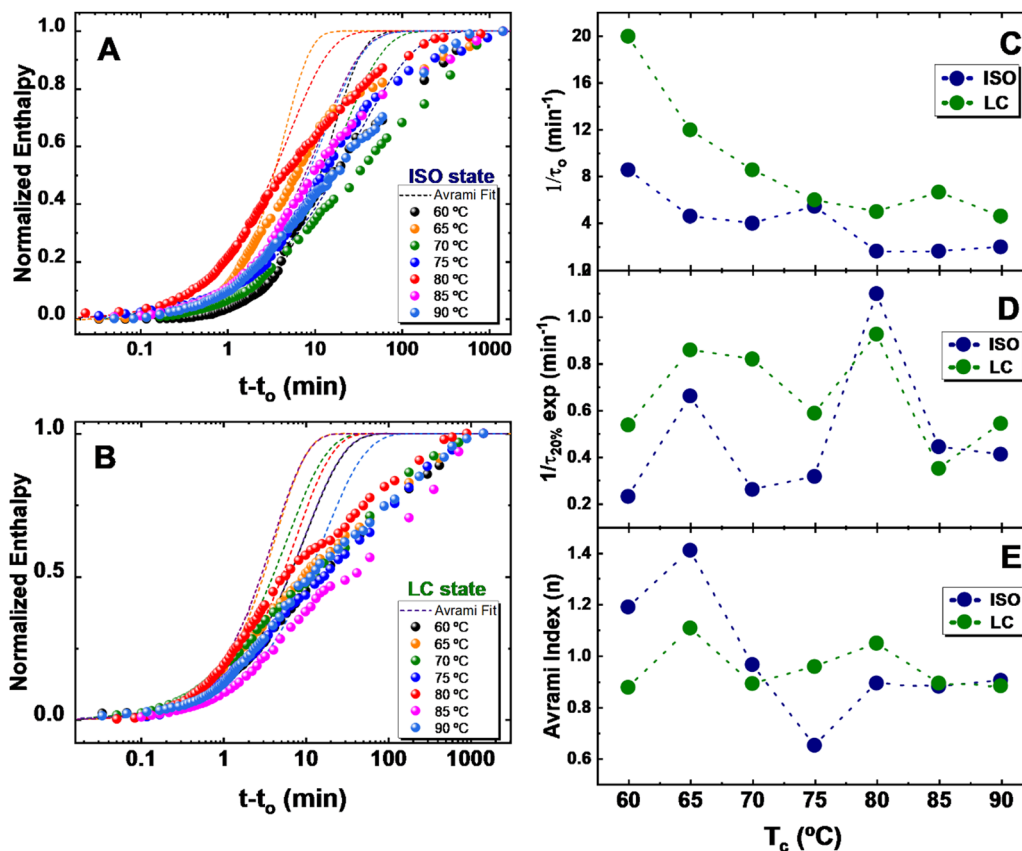 A
1.0
0.8
0.6
0.4
0.2
0.0
Normalized Enthalpy
ISO state
Avrami Fit
60 ºC
65 ºC
70 ºC
75 ºC
80 ºC
85 ºC
90 ºC
0.1 1 10 100 1000
t-tₒ (min)
B
1.0
0.5
0.0
Normalized Enthalpy
LC state
Avrami Fit
60 ºC
65 ºC
70 ºC
75 ºC
80 ºC
85 ºC
90 ºC
0.1 1 10 100 1000
t-tₒ (min)
C
20
16
12
8
4
1/τₒ (min⁻¹)
ISO
LC
D
1.0
0.8
0.6
0.4
0.2
1/τ20% exp (min⁻¹)
ISO
LC
E
1.4
1.2
1.0
0.8
0.6
Avrami Index (n)
ISO
LC
60 65 70 75 80 85 90
Tc (ºC)